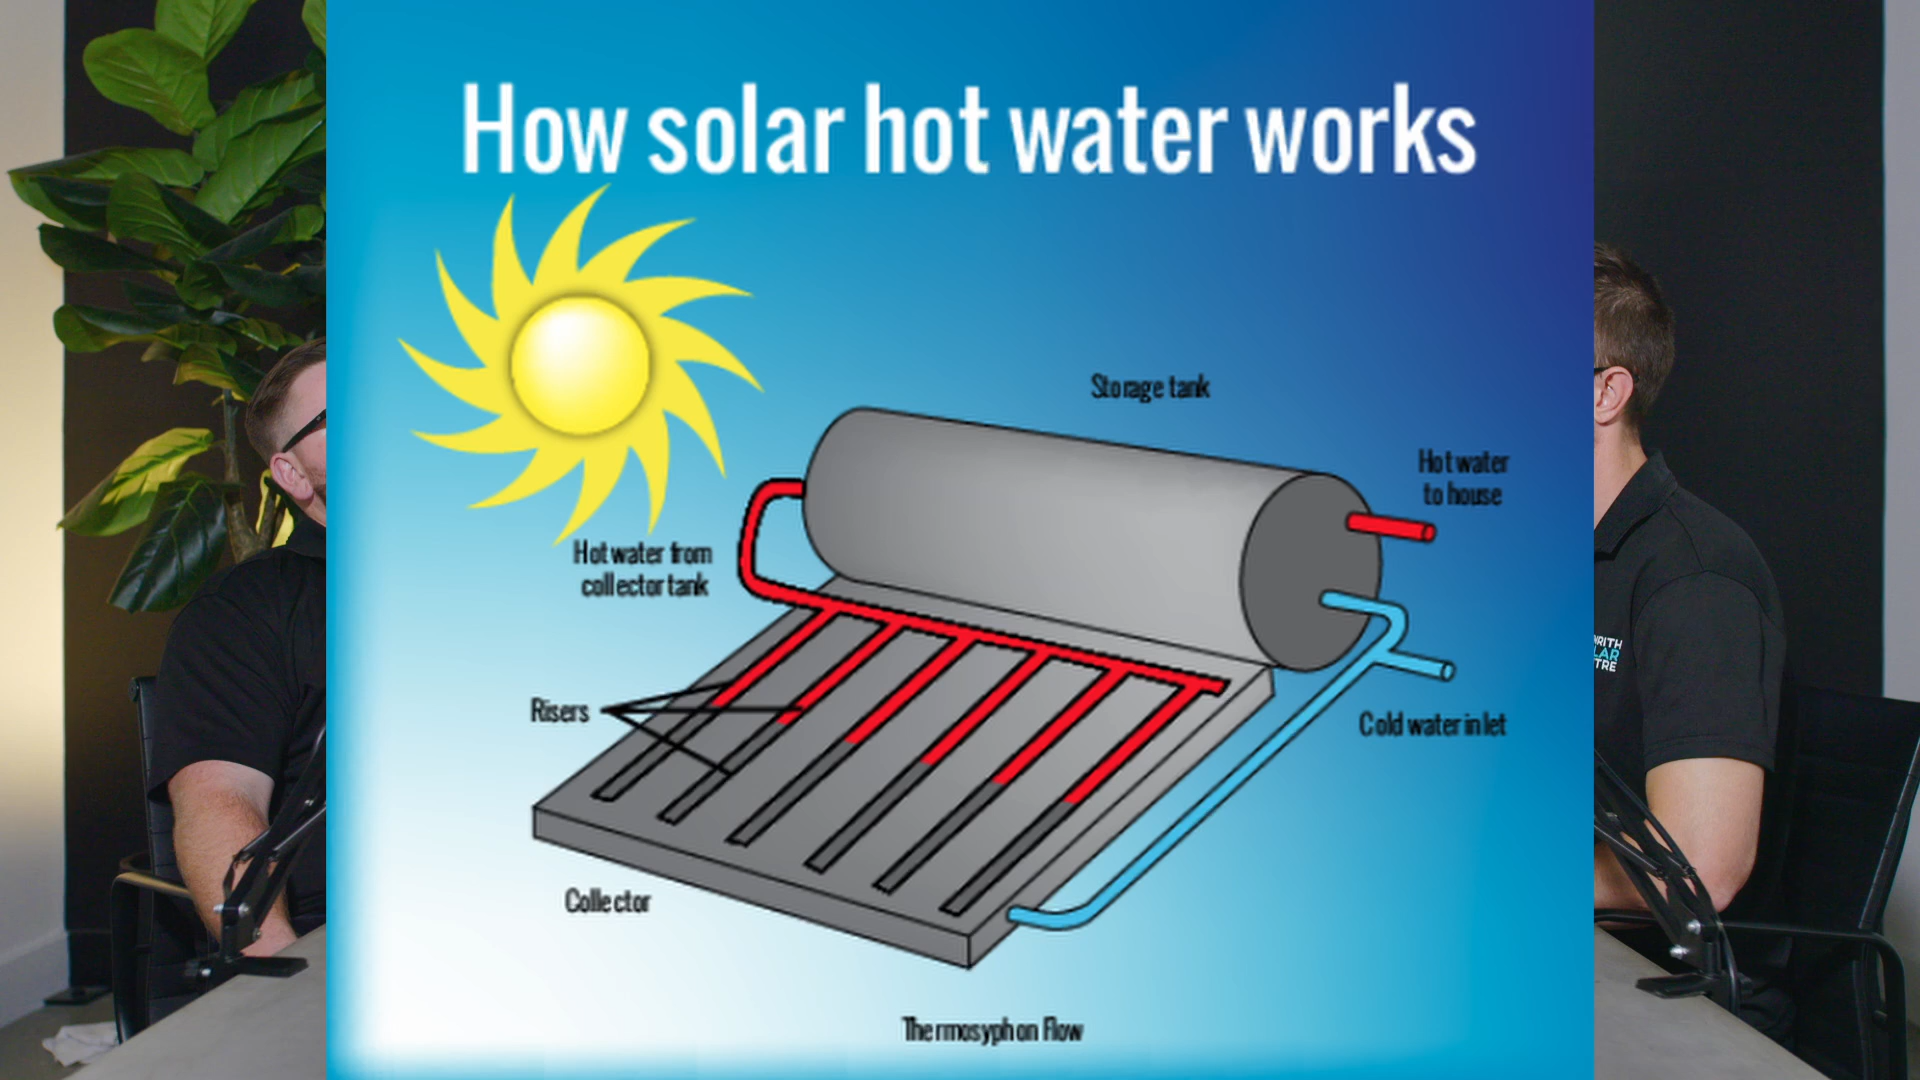 How solar hot water works
Storage tank
Hot water
to house
Hot water from
collector tank
Risers
Cold water inlet
Collector
Thermosyphon Flow